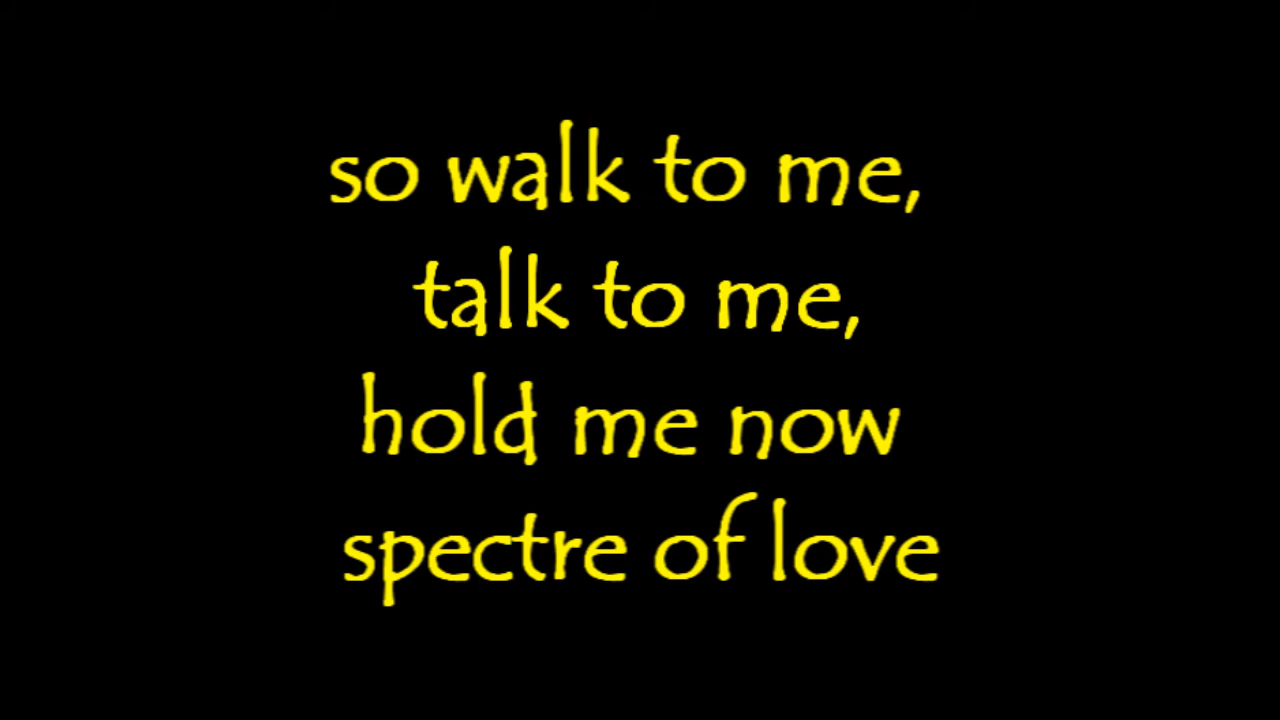 so walk to me,
talk to me,
hold me now
spectre of love